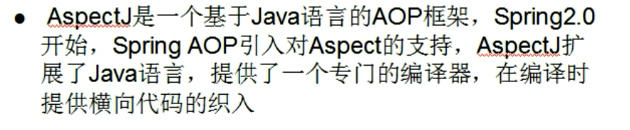 ● AspectJ是一个基于Java语言的AOP框架，Spring2.0
开始，Spring AOP引入对Aspect的支持，AspectJ扩
展了Java语言，提供了一个专门的编译器，在编译时
提供横向代码的织入